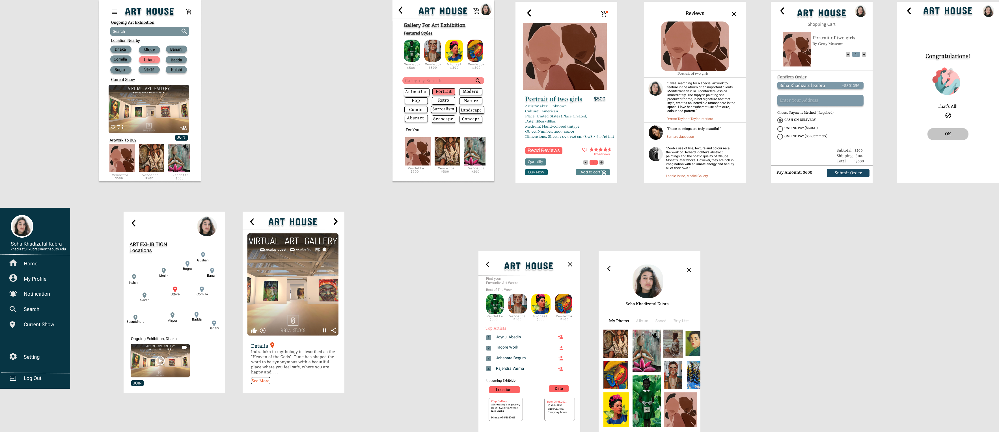 ART HOUSE
Ongoing Art Exhibition
Search
Location Nearby
Dhaka Mirpur Banani
Comilla Uttara Badda
Bogra Savar Kalshi
Current Show
VIRTUAL ART GALLERY
oculus quest oculus Go PC
JOIN
Artwork To Buy
Vendetta Vendetta Vendetta
$500 $500 $500
ART HOUSE
Gallery For Art Exhibition
Featured Styles
Vendetta Vendetta Michael Vendetta
$500 $500 $500 $500
Category Search
Animation Portrait Modern
Pop Retro Nature
Comic Surrealism Landscape
Absract Seascape Concept
For You
Vendetta Vendetta Vendetta
$500 $500 $500
Portrait of two girls $500
Artist/Maker: Unknown
Culture: American
Place: United States (Place Created)
Date: 1860s–1880s
Medium: Hand-colored tintype
Object Number: 2009.140.59
Dimensions: Sheet: 22.5 × 17.6 cm (8 7/8 × 6 15/16 in.)
Read Reviews
125 reviews
Quantity - 1 +
Buy Now Add to cart
Reviews
Portrait of two girls
"I was searching for a special artwork to
feature in the atrium of an important clients'
Mediterranean villa. I contacted Jessica
immediately. The triptych painting she
produced for me, in her signature abstract
style, creates an incredible atmosphere in the
space. I love her exuberant use of texture,
colour and pattern."
Yvette Taylor – Taylor Interiors
"These paintings are truly beautiful."
Bernard Jacobson
"Zoob's use of line, texture and colour recall
the work of Gerhard Richter's abstract
paintings and the poetic quality of Claude
Monet's later works. However, they are rich in
imagination with an innate energy and beauty
all of their own."
Leonie Irvine, Medici Gallery
ART HOUSE
Shopping Cart
Portrait of two girls
By Getty Museum
- 1 +
Confirm Order
Soha Khadizatul Kubra +8801256
Enter Your Address
Choose Payment Method ( Required)
CASH ON DELIVERY
ONLINE PAY (bKASH)
ONLINE PAY (SSLCommerz)
Subtotal : $500
Shipping : $100
Total : $600
Pay Amount: $600 Submit Order
ART HOUSE
Congratulations!
That's All!
OK
Soha Khadizatul Kubra
khadizatul.kubra@northsouth.edu
Home
My Profile
Notification
Search
Current Show
Setting
Log Out
ART EXHIBITION
Locations
Gushan
Bogra
Banani
Dhaka
Kalshi
Uttara
Comilla
Savar
Basundhara
Mirpur
Badda
Banani
Ongoing Exhibition, Dhaka
VIRTUAL ART GALLERY
JOIN
ART HOUSE
VIRTUAL ART GALLERY
oculus quest oculus Go PC
STUDIOS
Details
Indra loka in mythology is described as the
"Heaven of the Gods". Time has shaped the
word to be synonymous with a beautiful
place where you feel safe, where you are
happy and . . .
See More
ART HOUSE
Find your
Favourite Art Works
Best of The Week
Vendetta Vendetta Michael Vendetta
$500 $500 $500 $500
Top Artists
1 Joynul Abedin
2 Tagore Work
3 Jahanara Begum
4 Rajendra Varma
Upcoming Exhibition
Location Date
Edge Gallery
Address: Bay's Edgewater,
NE (N) 12, North Avenue,
1212, Dhaka
Phone: 02-55052015
Date: 25.08.2021
10AM–8PM
Edge Gallery,
Everyday hours
Soha Khadizatul Kubra
My Photos Album Saved Buy List